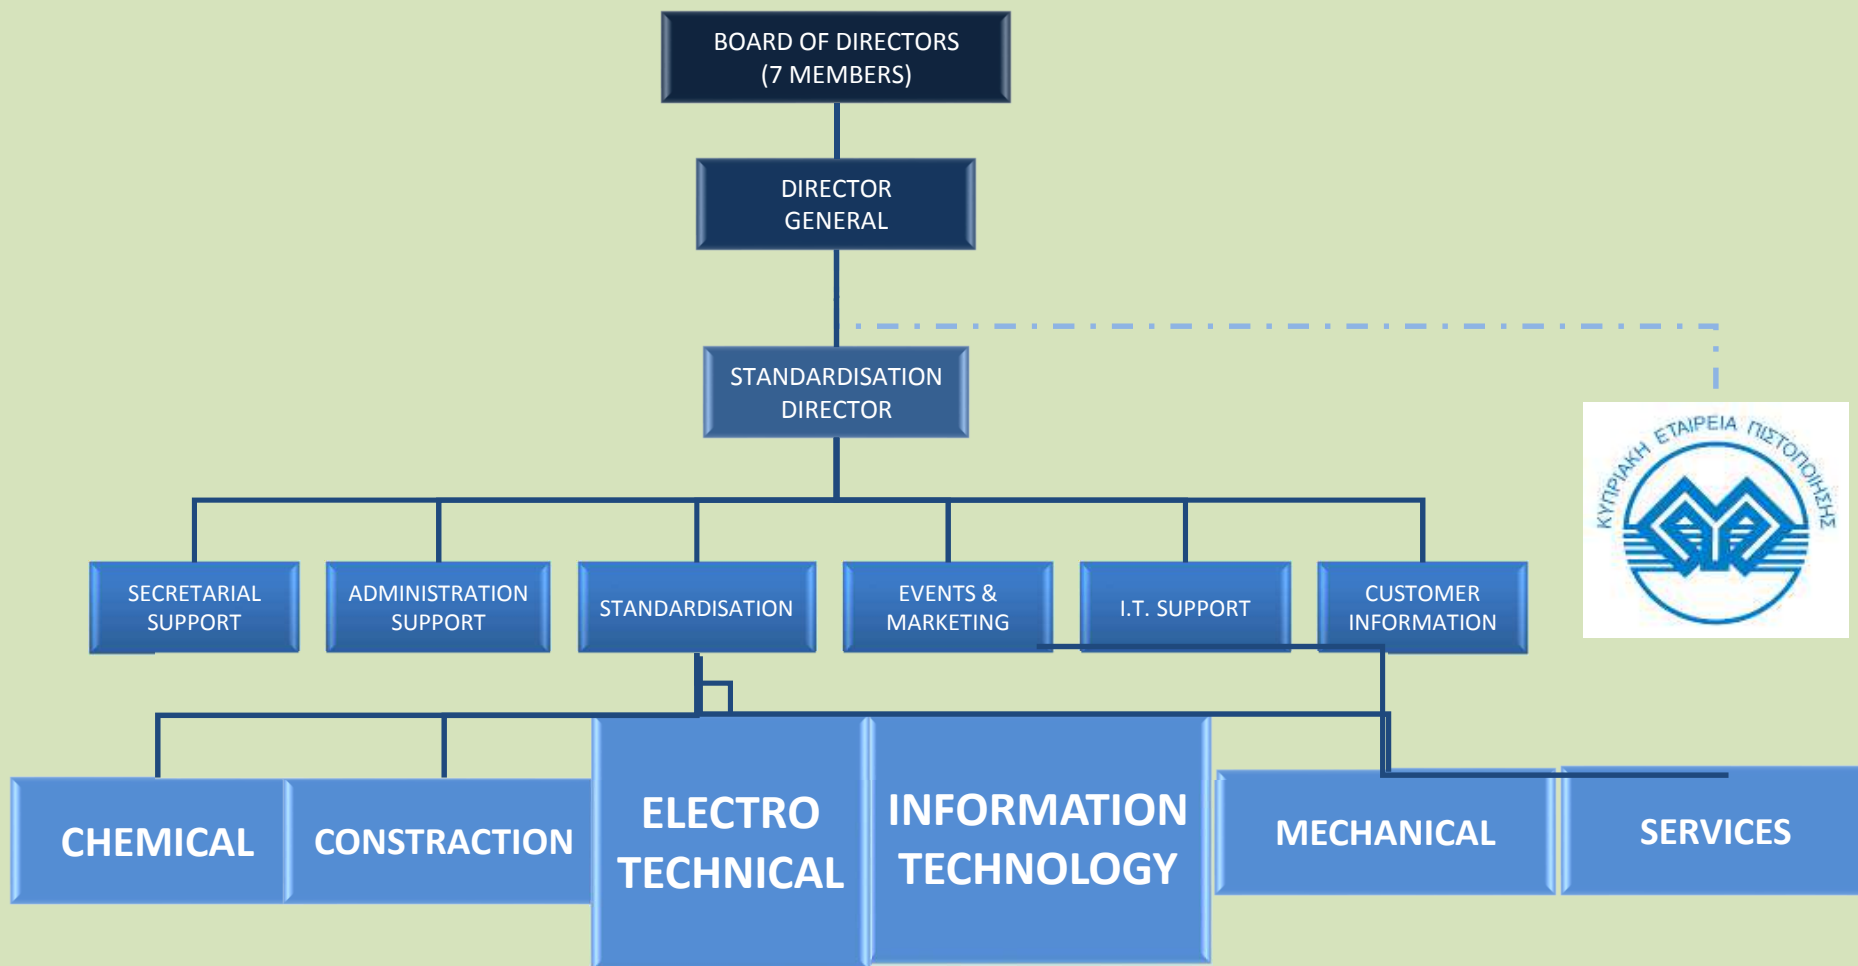 BOARD OF DIRECTORS
(7 MEMBERS)
DIRECTOR
GENERAL
STANDARDISATION
DIRECTOR
ΚΥΠΡΙΑΚΗ ΕΤΑΙΡΕΙΑ ΠΙΣΤΟΠΟΙΗΣΗΣ
SECRETARIAL
SUPPORT
ADMINISTRATION
SUPPORT
STANDARDISATION
EVENTS &
MARKETING
I.T. SUPPORT
CUSTOMER
INFORMATION
CHEMICAL
CONSTRACTION
ELECTRO
TECHNICAL
INFORMATION
TECHNOLOGY
MECHANICAL
SERVICES